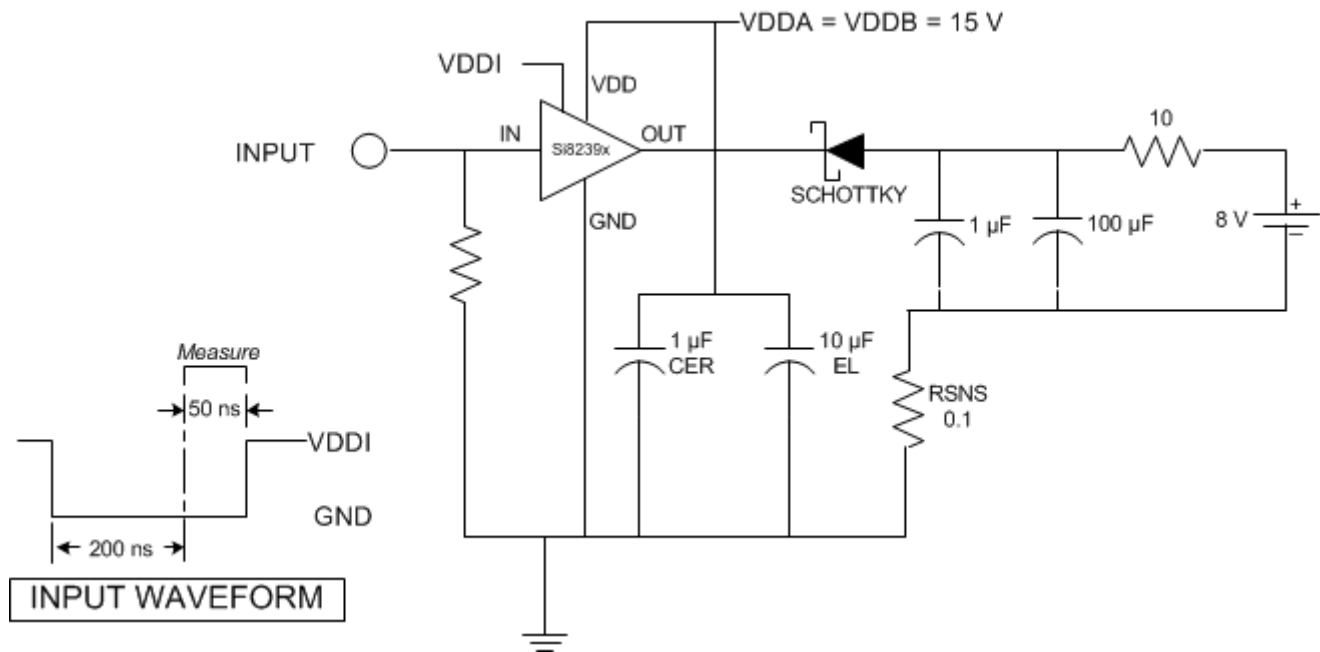 VDDA = VDDB = 15 V
VDDI
VDD
INPUT
IN
Si8239x
OUT
10
SCHOTTKY
GND
1 µF
100 µF
8 V
+
–
1 µF
CER
10 µF
EL
RSNS
0.1
Measure
50 ns
VDDI
GND
200 ns
INPUT WAVEFORM